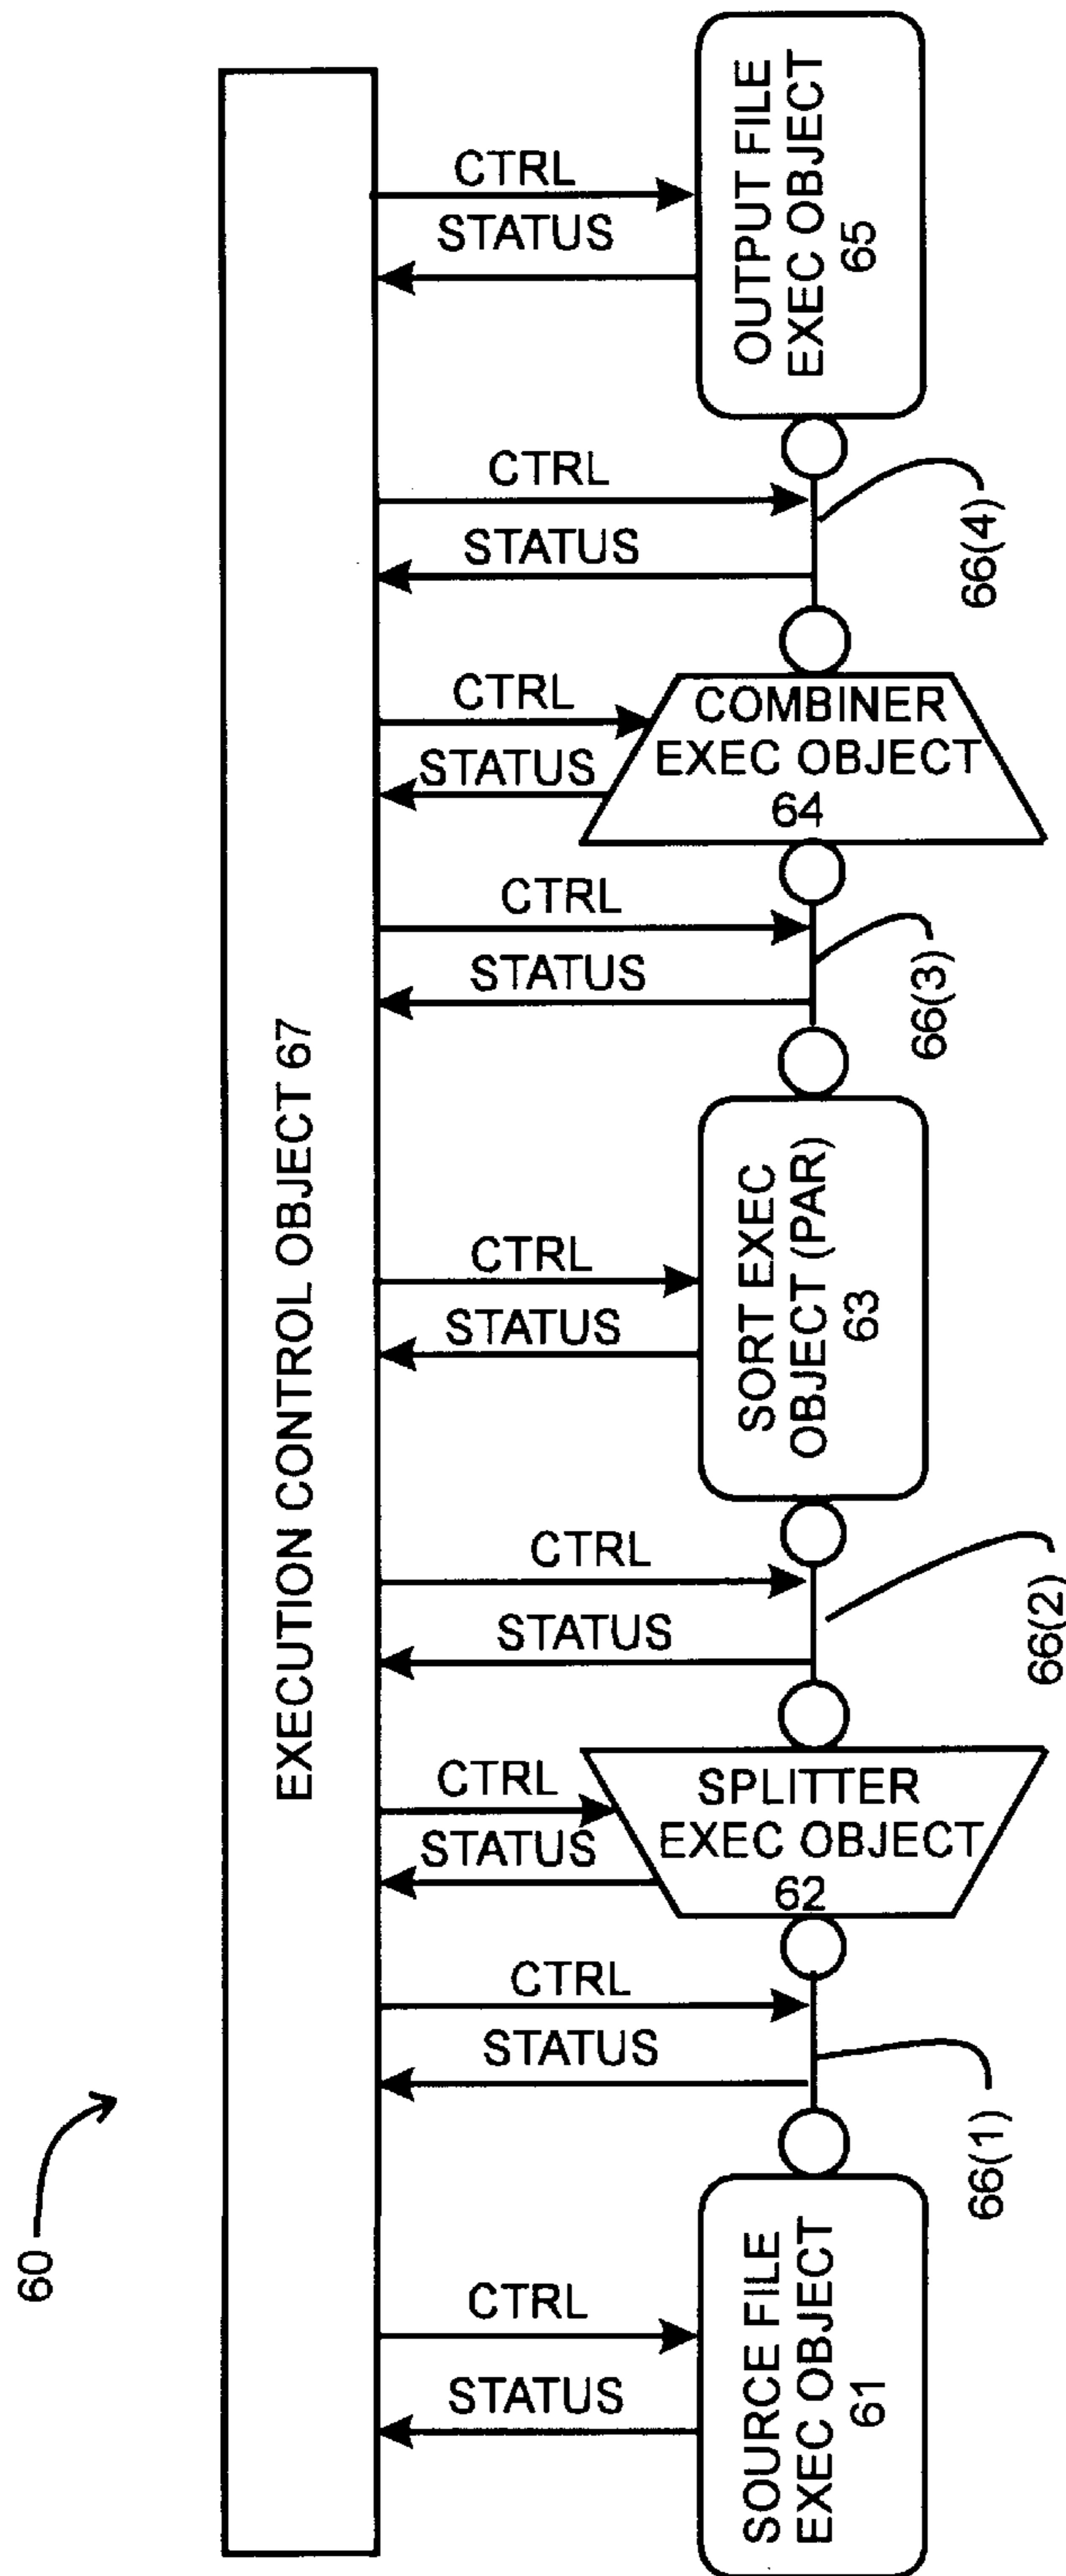 60
EXECUTION CONTROL OBJECT 67
STATUS
CTRL
SOURCE FILE
EXEC OBJECT
61
STATUS
CTRL
66(1)
STATUS
CTRL
SPLITTER
EXEC OBJECT
62
STATUS
CTRL
66(2)
STATUS
CTRL
SORT EXEC
OBJECT (PAR)
63
STATUS
CTRL
66(3)
STATUS
CTRL
COMBINER
EXEC OBJECT
64
STATUS
CTRL
66(4)
STATUS
CTRL
OUTPUT FILE
EXEC OBJECT
65